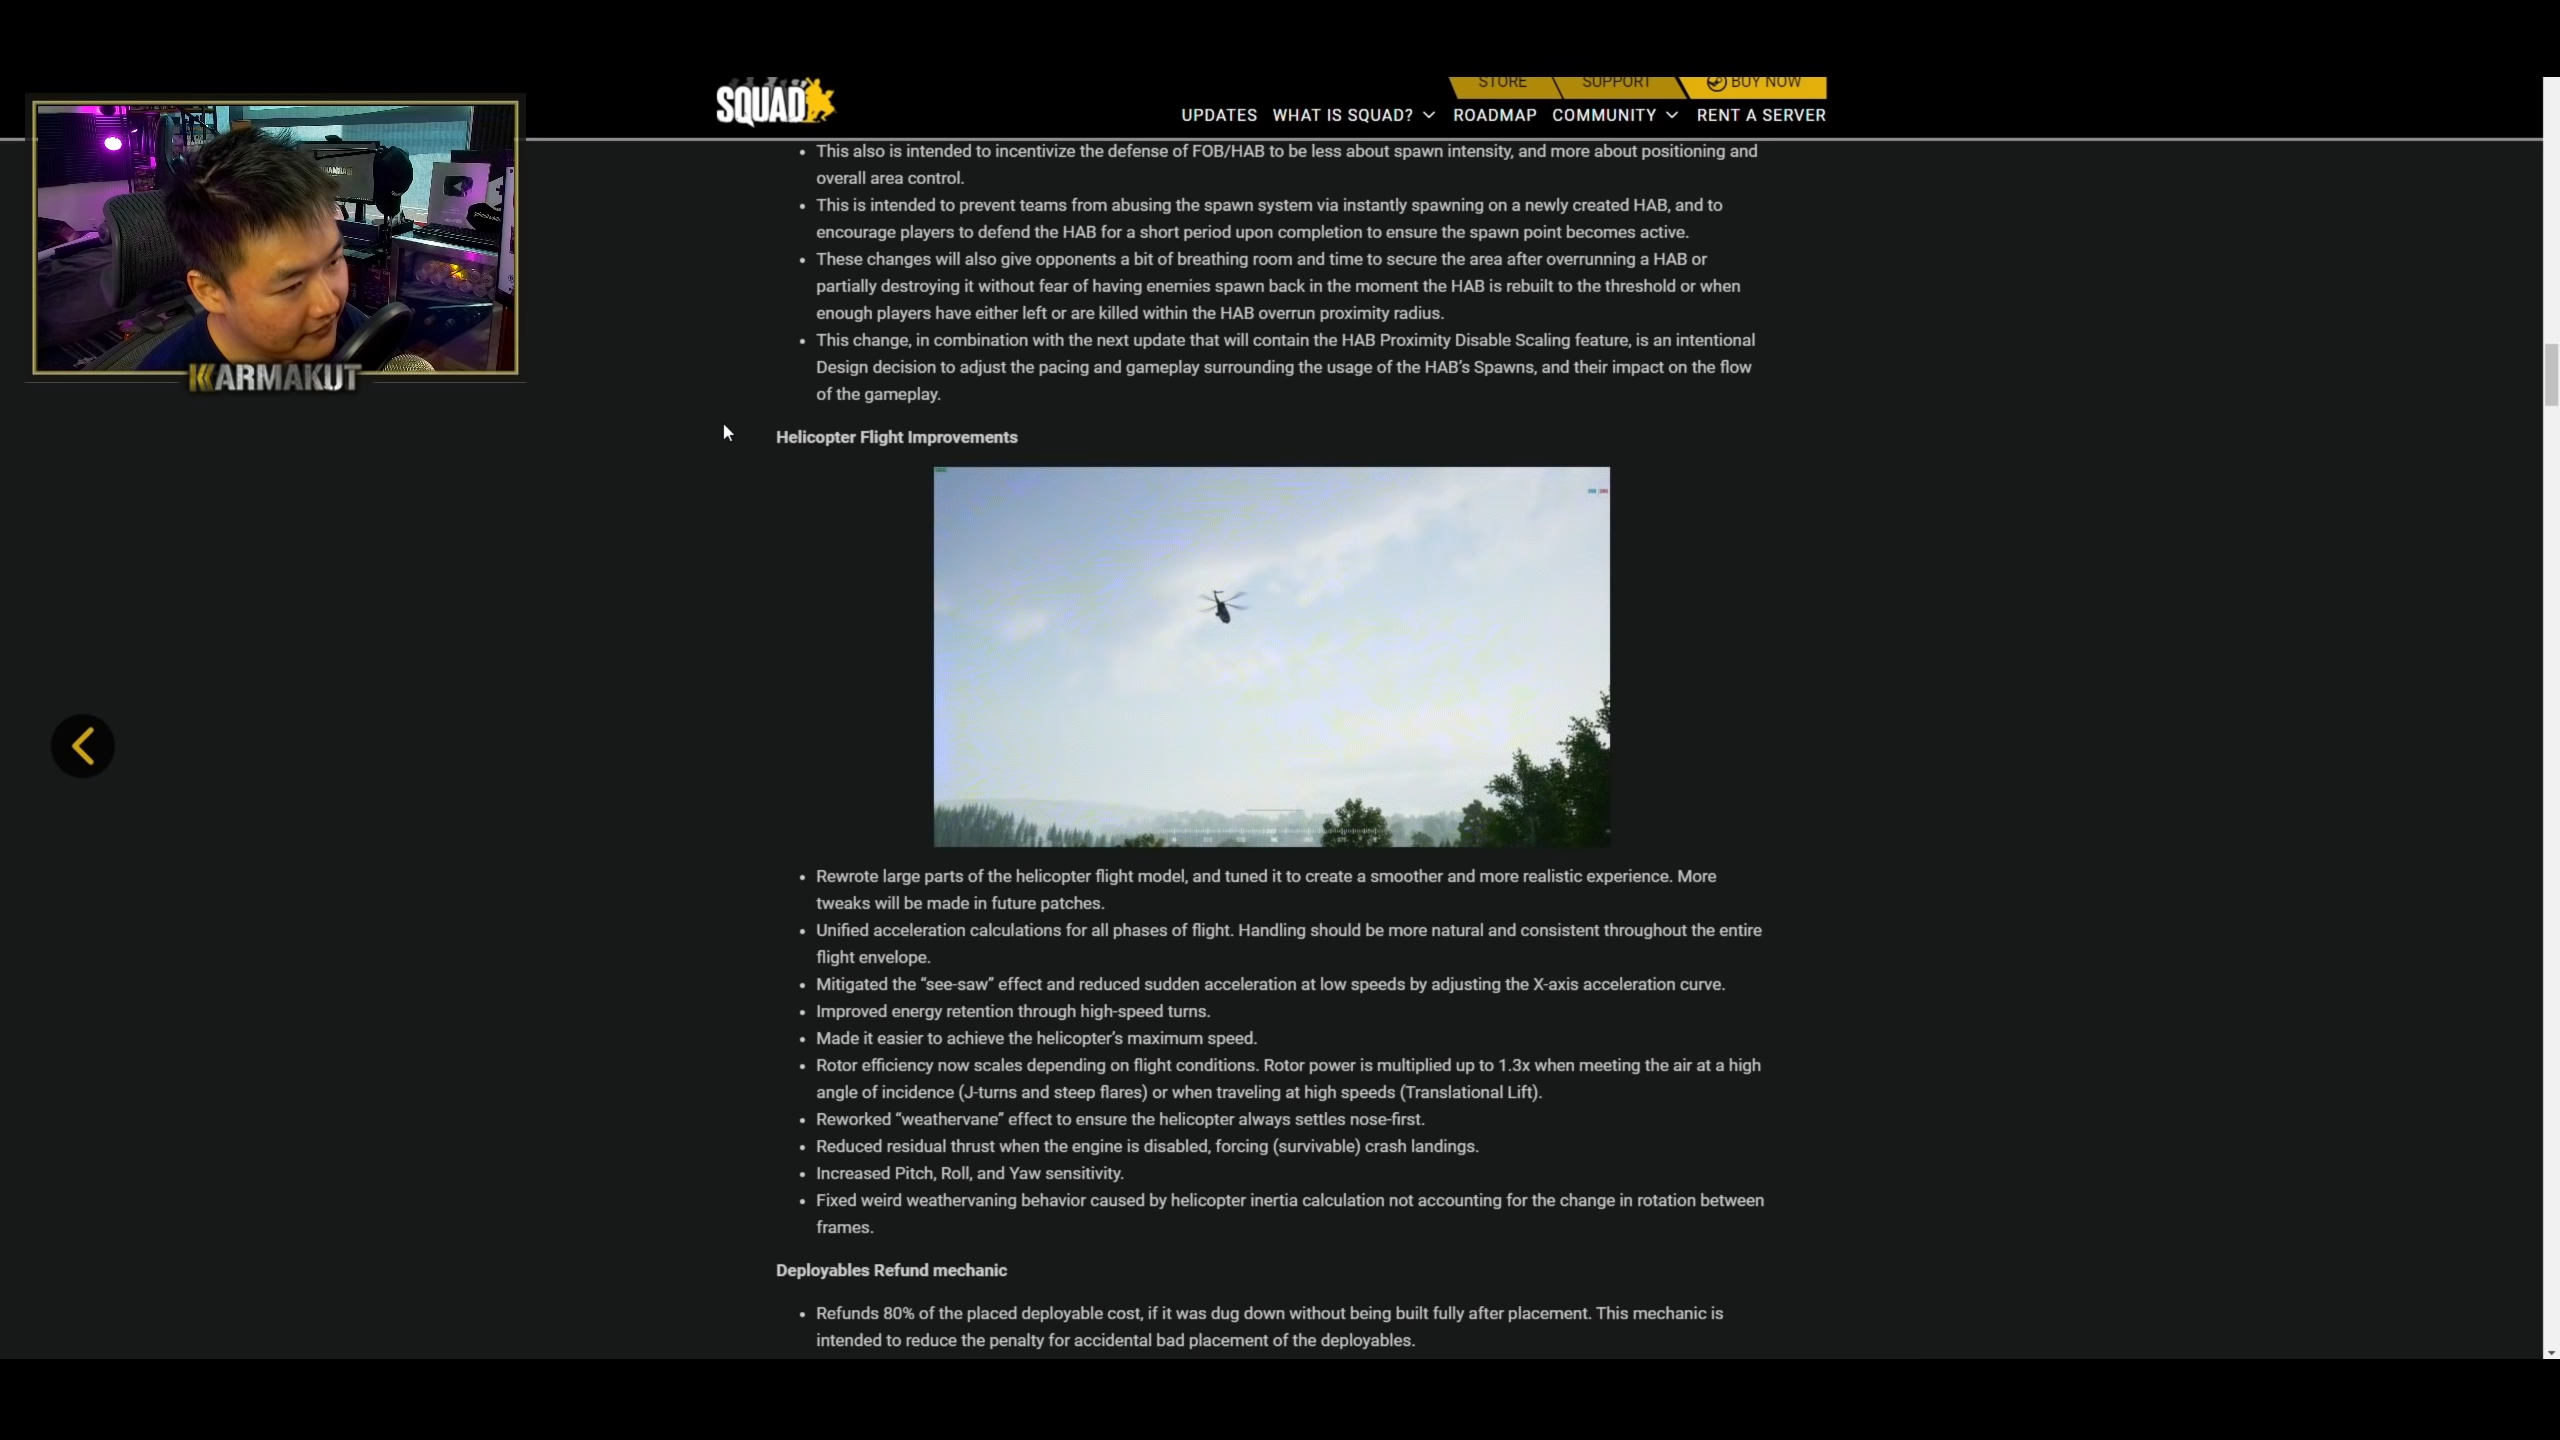 SQUAD
STORE
SUPPORT
BUY NOW
UPDATES
WHAT IS SQUAD?
ROADMAP
COMMUNITY
RENT A SERVER
KARMAKUT
• This also is intended to incentivize the defense of FOB/HAB to be less about spawn intensity, and more about positioning and
overall area control.
• This is intended to prevent teams from abusing the spawn system via instantly spawning on a newly created HAB, and to
encourage players to defend the HAB for a short period upon completion to ensure the spawn point becomes active.
• These changes will also give opponents a bit of breathing room and time to secure the area after overrunning a HAB or
partially destroying it without fear of having enemies spawn back in the moment the HAB is rebuilt to the threshold or when
enough players have either left or are killed within the HAB overrun proximity radius.
• This change, in combination with the next update that will contain the HAB Proximity Disable Scaling feature, is an intentional
Design decision to adjust the pacing and gameplay surrounding the usage of the HAB’s Spawns, and their impact on the flow
of the gameplay.
Helicopter Flight Improvements
• Rewrote large parts of the helicopter flight model, and tuned it to create a smoother and more realistic experience. More
tweaks will be made in future patches.
• Unified acceleration calculations for all phases of flight. Handling should be more natural and consistent throughout the entire
flight envelope.
• Mitigated the “see-saw” effect and reduced sudden acceleration at low speeds by adjusting the X-axis acceleration curve.
• Improved energy retention through high-speed turns.
• Made it easier to achieve the helicopter’s maximum speed.
• Rotor efficiency now scales depending on flight conditions. Rotor power is multiplied up to 1.3x when meeting the air at a high
angle of incidence (J-turns and steep flares) or when traveling at high speeds (Translational Lift).
• Reworked “weathervane” effect to ensure the helicopter always settles nose-first.
• Reduced residual thrust when the engine is disabled, forcing (survivable) crash landings.
• Increased Pitch, Roll, and Yaw sensitivity.
• Fixed weird weathervaning behavior caused by helicopter inertia calculation not accounting for the change in rotation between
frames.
Deployables Refund mechanic
• Refunds 80% of the placed deployable cost, if it was dug down without being built fully after placement. This mechanic is
intended to reduce the penalty for accidental bad placement of the deployables.